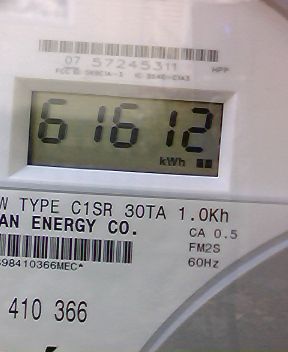 07 57245311
HPP
61612
kWh
W TYPE C1SR 30TA 1.0Kh
AN ENERGY CO.
CA 0.5
FM2S
98410366MEC*
60Hz
410 366